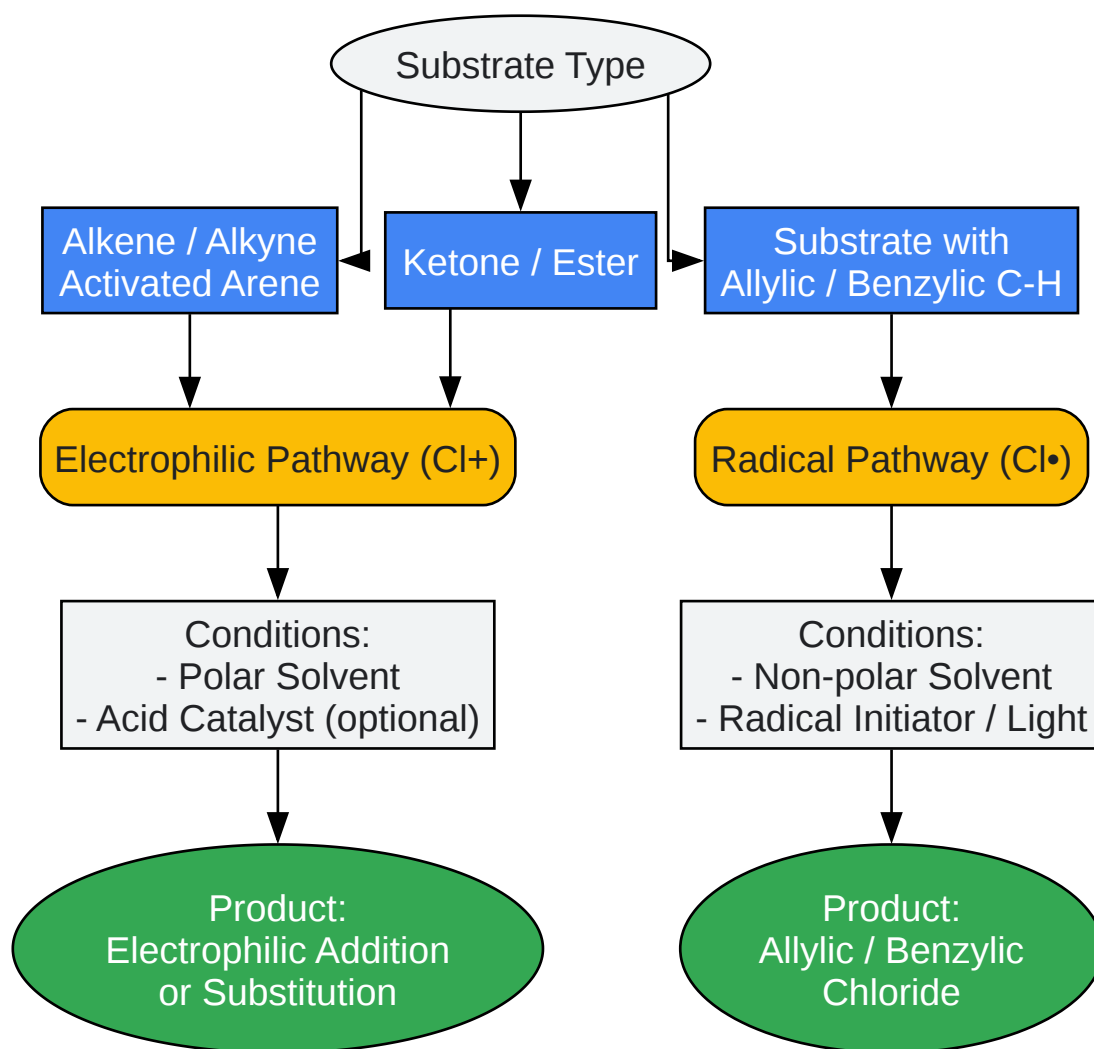 Substrate Type
Alkene / Alkyne
Activated Arene
Ketone / Ester
Substrate with
Allylic / Benzylic C-H
Electrophilic Pathway (Cl+)
Radical Pathway (Cl•)
Conditions:
- Polar Solvent
- Acid Catalyst (optional)
Conditions:
- Non-polar Solvent
- Radical Initiator / Light
Product:
Electrophilic Addition
or Substitution
Product:
Allylic / Benzylic
Chloride